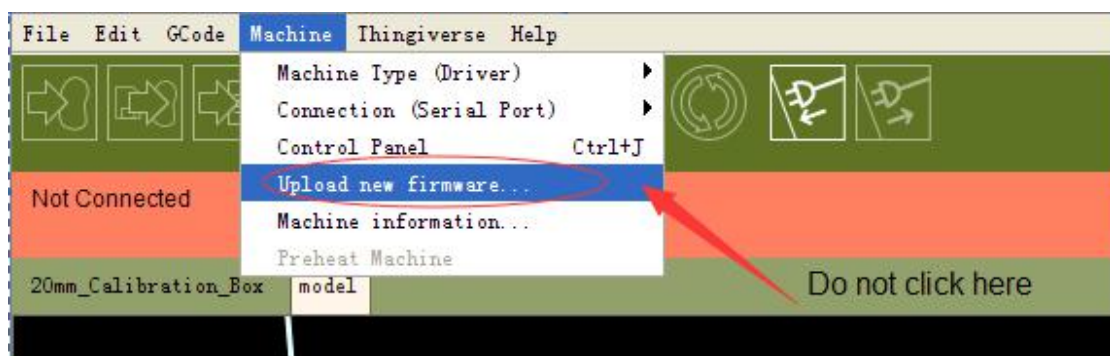 File Edit GCode Machine Thingiverse Help
Machine Type (Driver)
Connection (Serial Port)
Control Panel Ctrl+J
Upload new firmware...
Not Connected
Machine information...
Preheat Machine
20mm_Calibration_Box model
Do not click here